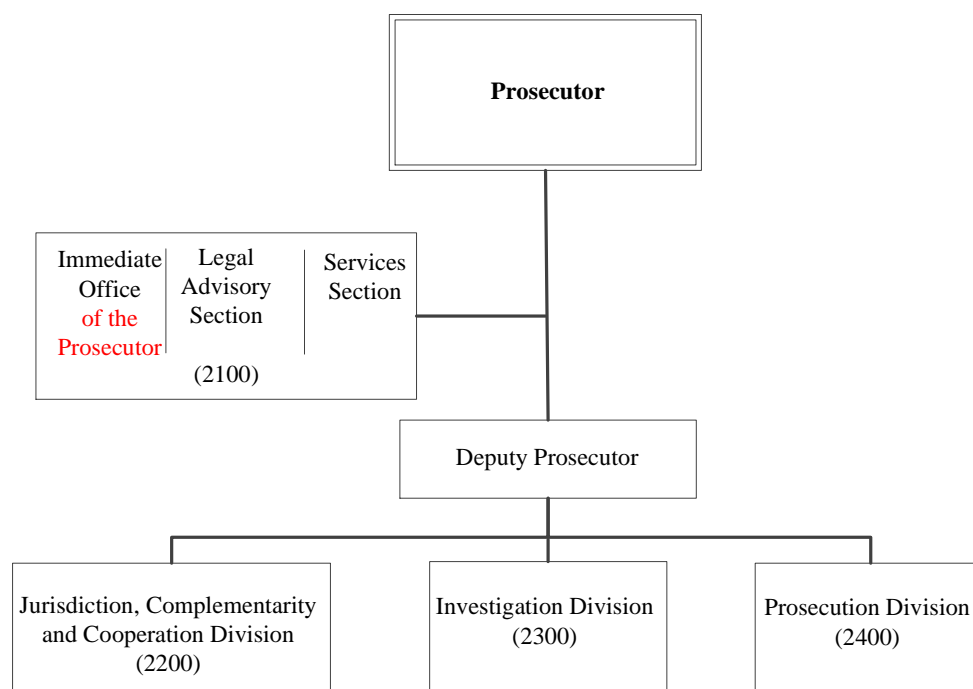 Prosecutor
Immediate
Office
of the
Prosecutor
Legal
Advisory
Section
Services
Section
(2100)
Deputy Prosecutor
Jurisdiction, Complementarity
and Cooperation Division
(2200)
Investigation Division
(2300)
Prosecution Division
(2400)